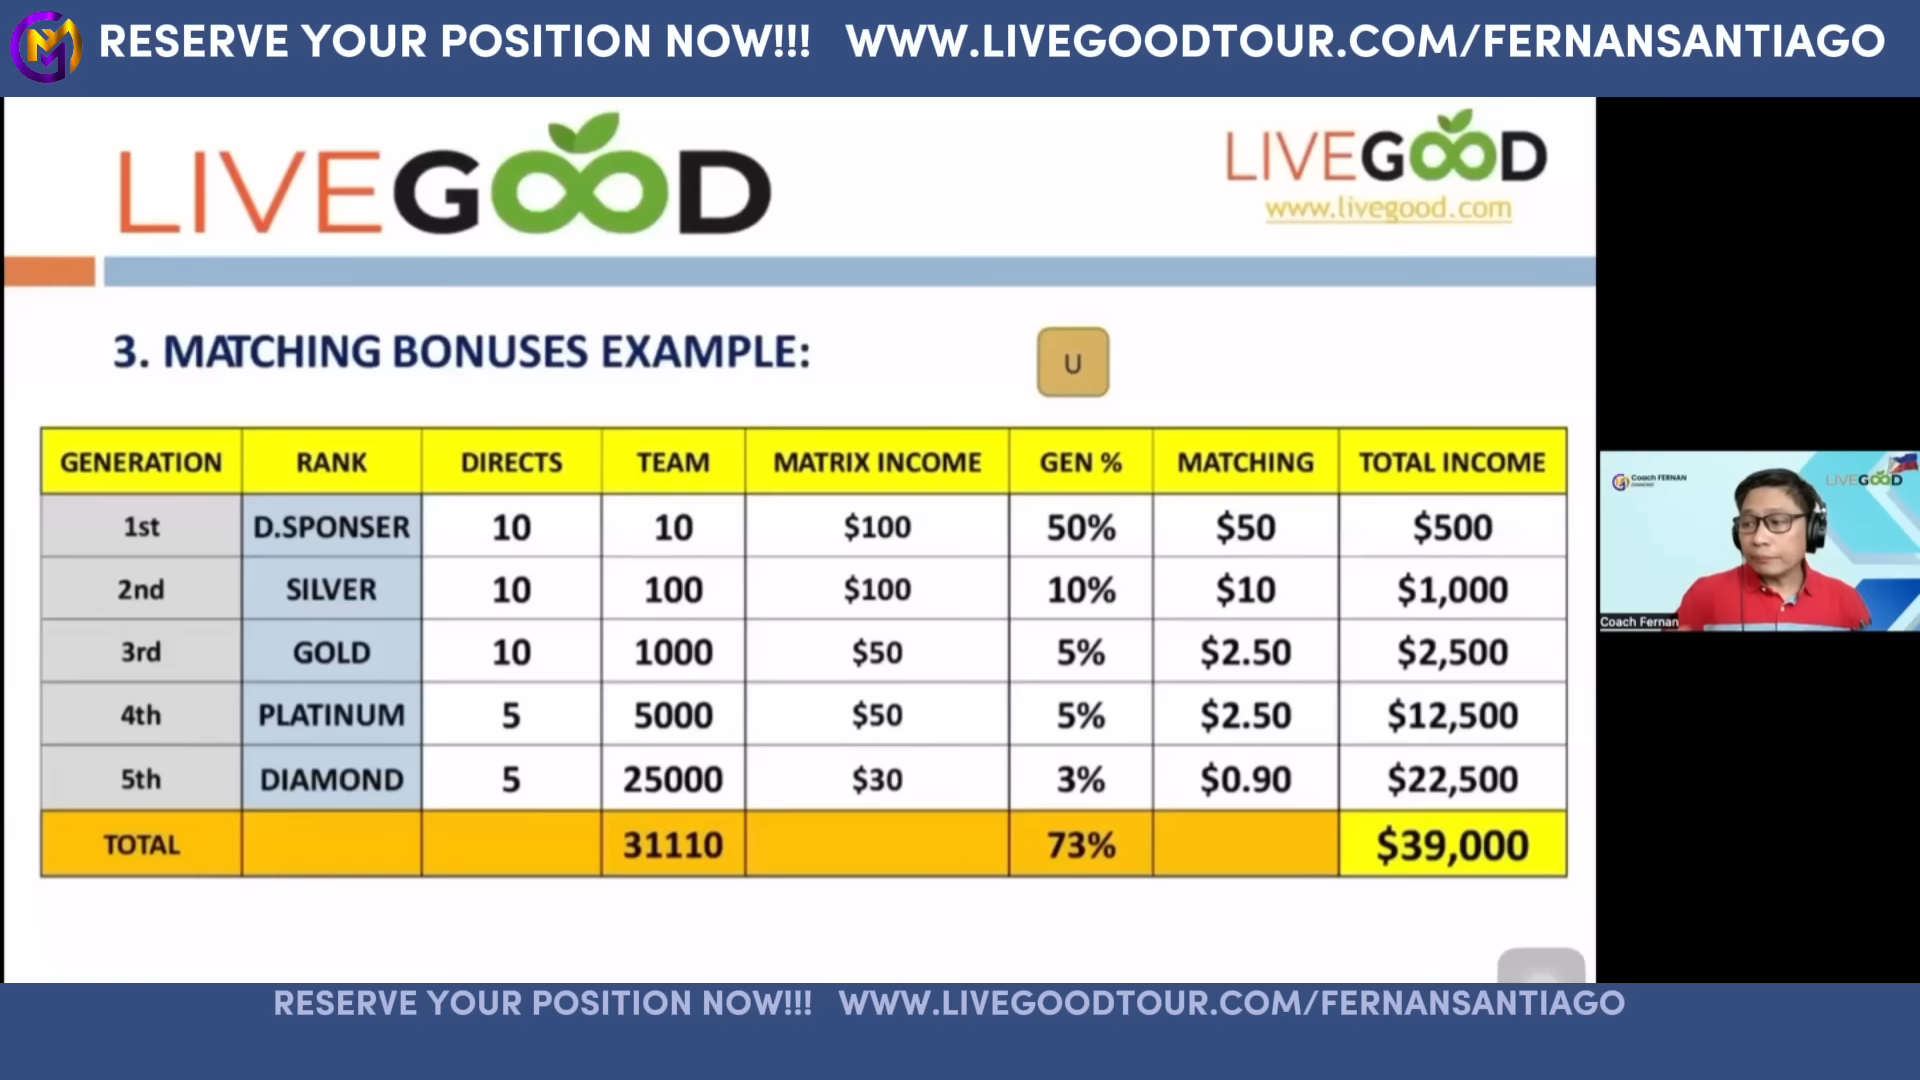 RESERVE YOUR POSITION NOW!!! WWW.LIVEGOODTOUR.COM/FERNANSANTIAGO
LIVEGOOD
LIVEGOOD
www.livegood.com
3. MATCHING BONUSES EXAMPLE:
U
GENERATION RANK DIRECTS TEAM MATRIX INCOME GEN % MATCHING TOTAL INCOME
1st D.SPONSER 10 10 $100 50% $50 $500
2nd SILVER 10 100 $100 10% $10 $1,000
3rd GOLD 10 1000 $50 5% $2.50 $2,500
4th PLATINUM 5 5000 $50 5% $2.50 $12,500
5th DIAMOND 5 25000 $30 3% $0.90 $22,500
TOTAL 31110 73% $39,000
Coach FERNAN
LIVEGOOD
Coach Fernan
RESERVE YOUR POSITION NOW!!! WWW.LIVEGOODTOUR.COM/FERNANSANTIAGO